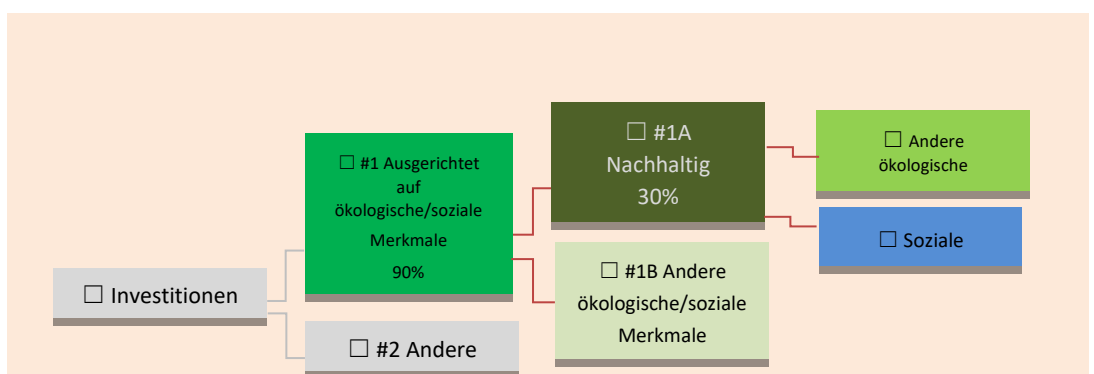 ☐ Investitionen
☐ #1 Ausgerichtet
auf
ökologische/soziale
Merkmale
90%
☐ #2 Andere
☐ #1A
Nachhaltig
30%
☐ #1B Andere
ökologische/soziale
Merkmale
☐ Andere
ökologische
☐ Soziale